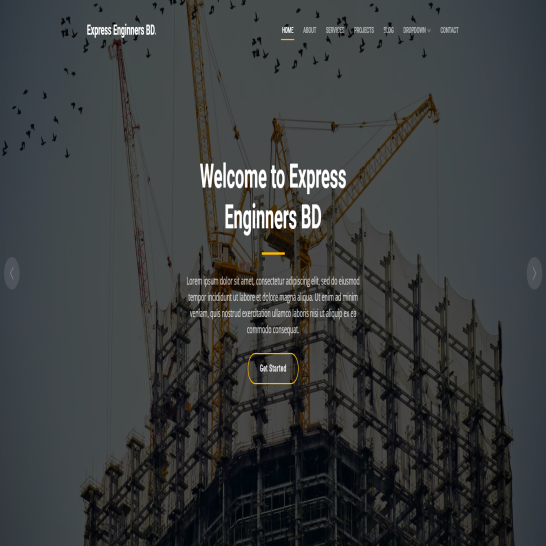 Express Enginners BD.
HOME ABOUT SERVICES PROJECTS BLOG DROPDOWN CONTACT
Welcome to Express
Enginners BD
Lorem ipsum dolor sit amet, consectetur adipiscing elit, sed do eiusmod
tempor incididunt ut labore et dolore magna aliqua. Ut enim ad minim
veniam, quis nostrud exercitation ullamco laboris nisi ut aliquip ex ea
commodo consequat.
Get Started